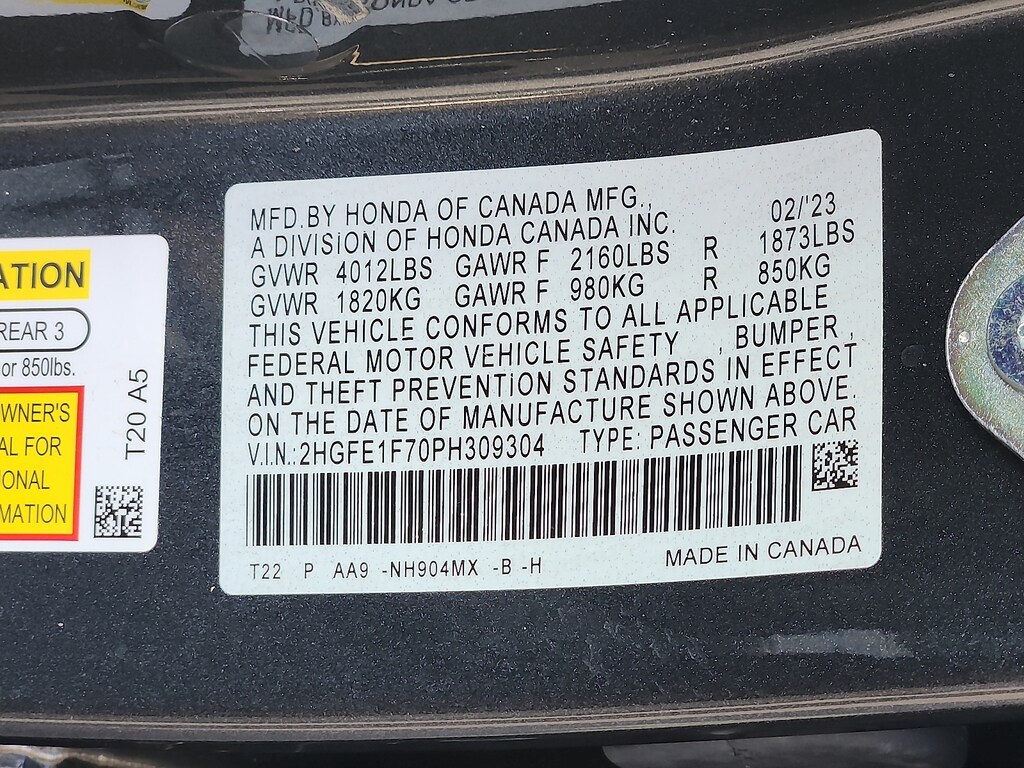 MFD.BY HONDA OF CANADA MFG.,
A DIVISION OF HONDA CANADA INC. 02/'23
GVWR 4012LBS GAWR F 2160LBS R 1873LBS
GVWR 1820KG GAWR F 980KG R 850KG
THIS VEHICLE CONFORMS TO ALL APPLICABLE
FEDERAL MOTOR VEHICLE SAFETY , BUMPER ,
AND THEFT PREVENTION STANDARDS IN EFFECT
ON THE DATE OF MANUFACTURE SHOWN ABOVE.
V.I.N.:2HGFE1F70PH309304 TYPE: PASSENGER CAR
T22 P AA9 -NH904MX -B -H MADE IN CANADA
ATION
REAR 3
or 850lbs.
WNER'S
AL FOR
ONAL
MATION
T20 A5